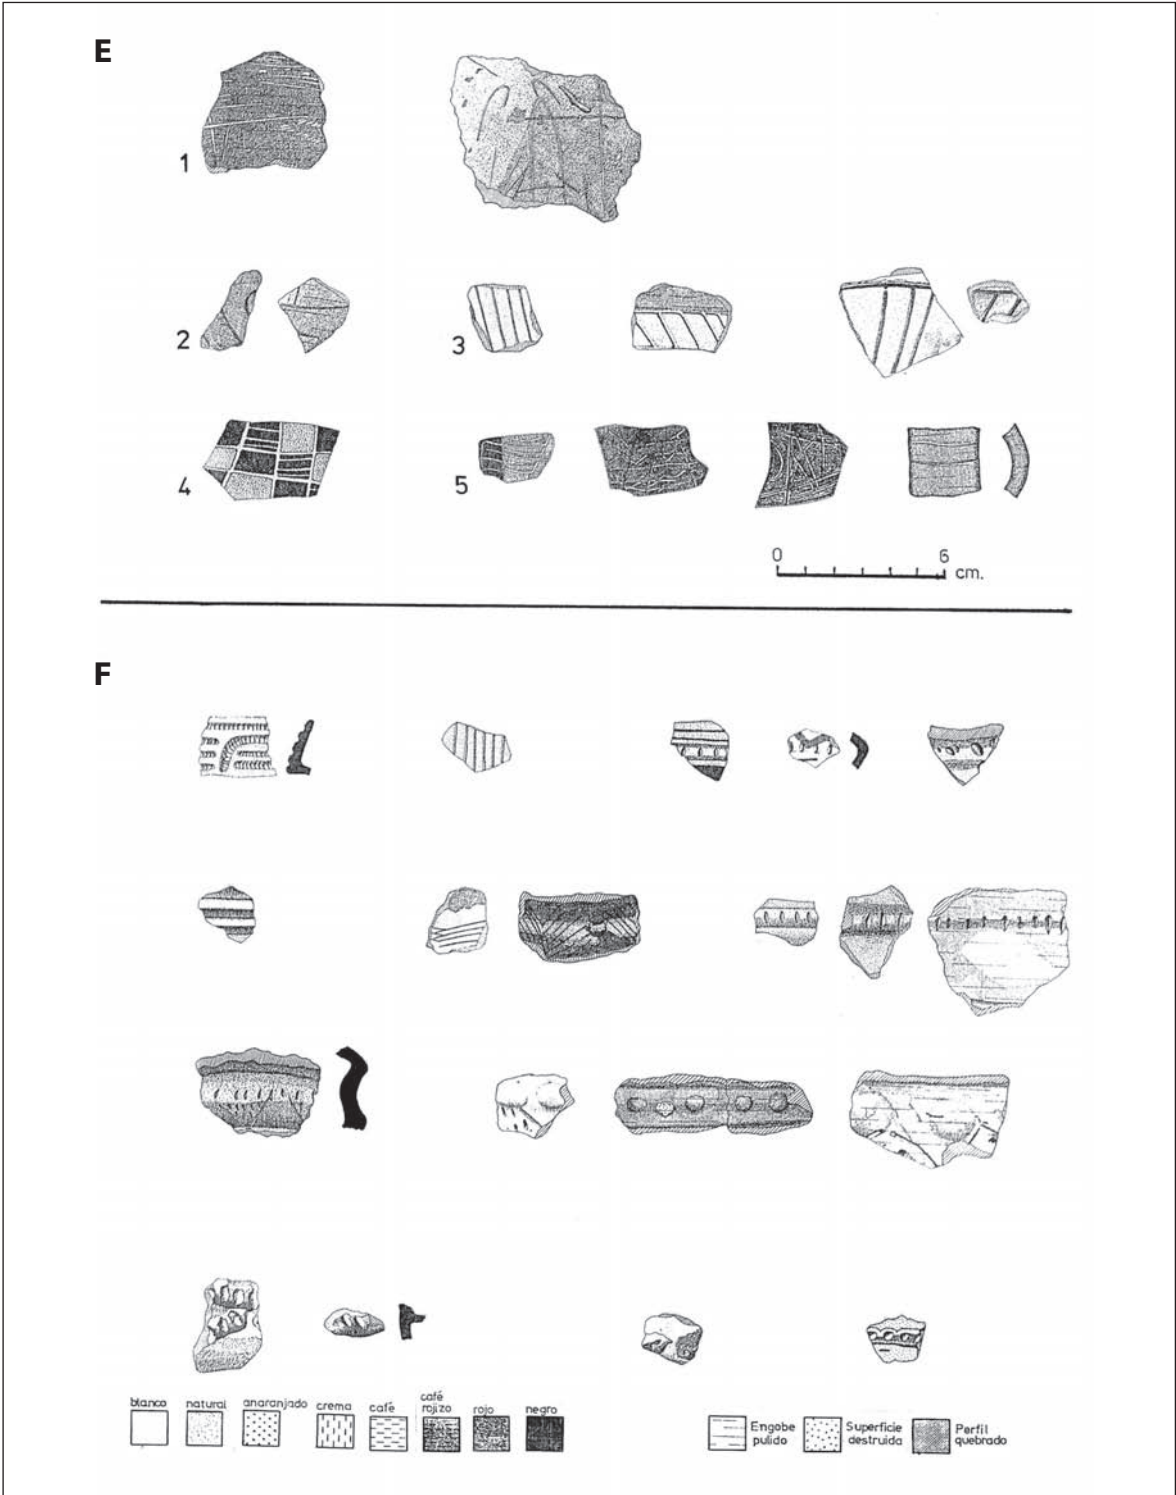 E
1
2
3
4
5
0 6
cm.
F
blanco natural anaranjado crema café café rojizo rojo negro
Engobe pulido
Superficie destruida
Perfil quebrado